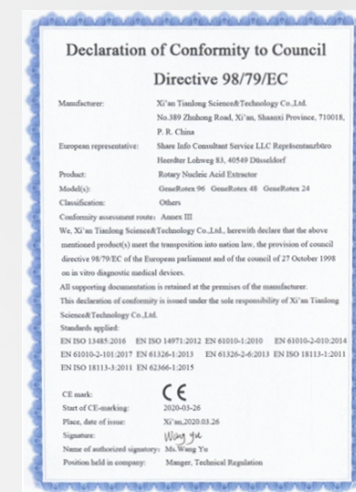 Declaration of Conformity to Council
Directive 98/79/EC
Manufacturer: Xi'an Tianlong Science&Technology Co.,Ltd.
No.389 Zhuhong Road, Xi'an, Shaanxi Province, 710018,
P. R. China
European representative: Share Info Consultant Service LLC Repräsentanzbüro
Heerdter Lohweg 83, 40549 Düsseldorf
Product: Rotary Nucleic Acid Extractor
Model(s): GeneRotex 96 GeneRotex 48 GeneRotex 24
Classification: Others
Conformity assessment route: Annex III
We, Xi'an Tianlong Science&Technology Co.,Ltd., herewith declare that the above
mentioned product(s) meet the transposition into nation law, the provision of council
directive 98/79/EC of the European parliament and of the council of 27 October 1998
on in vitro diagnostic medical devices.
All supporting documentation is retained at the premises of the manufacturer.
This declaration of conformity is issued under the sole responsibility of Xi'an Tianlong
Science&Technology Co.,Ltd.
Standards applied:
EN ISO 13485:2016 EN ISO 14971:2012 EN 61010-1:2010 EN 61010-2-010:2014
EN 61010-2-101:2017 EN 61326-1:2013 EN 61326-2-6:2013 EN ISO 18113-1:2011
EN ISO 18113-3:2011 EN 62366-1:2015
CE mark: CE
Start of CE-marking: 2020-03-26
Place, date of issue: Xi'an,2020.03.26
Signature: Wang Yu
Name of authorized signatory: Ms.Wang Yu
Position held in company: Manger, Technical Regulation